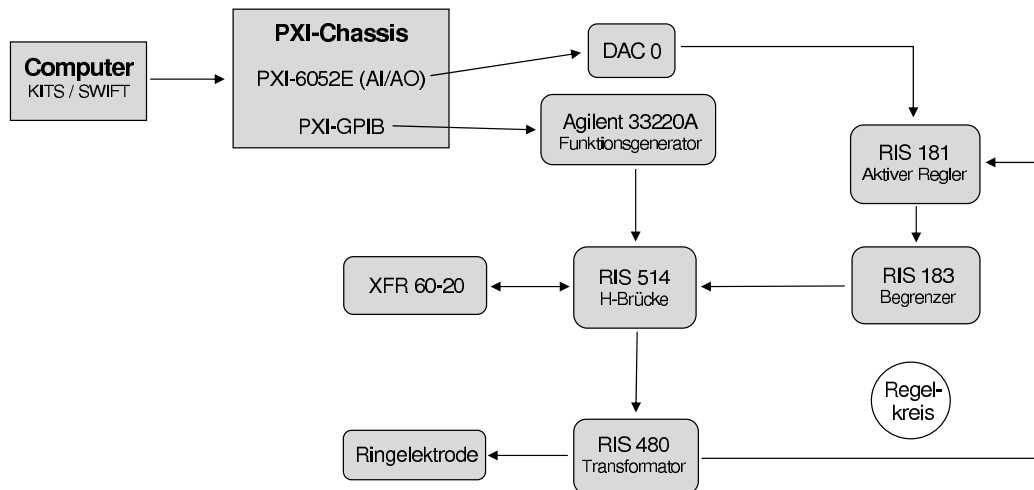 PXI-Chassis
DAC 0
Computer
KITS / SWIFT
PXI-6052E (AI/AO)
PXI-GPIB
Agilent 33220A
Funktionsgenerator
RIS 181
Aktiver Regler
XFR 60-20
RIS 514
H-Brücke
RIS 183
Begrenzer
Regel-
kreis
Ringelektrode
RIS 480
Transformator